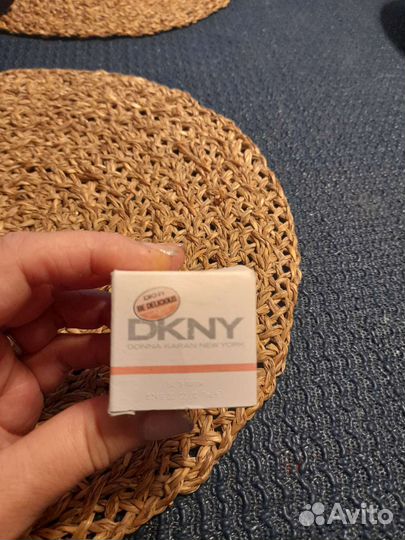 DKNY
BE DELICIOUS
DKNY
DONNA KARAN NEW YORK
Avito